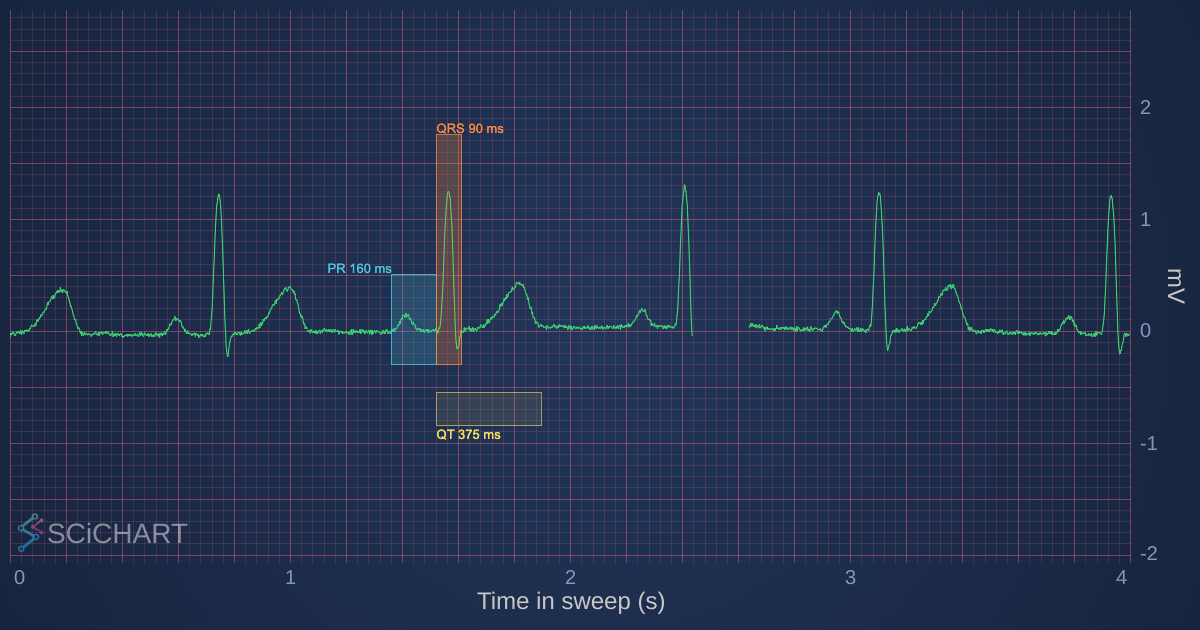 2
QRS 90 ms
1
PR 160 ms
mV
0
-1
QT 375 ms
SCiCHART
-2
0 1 2 3 4
Time in sweep (s)